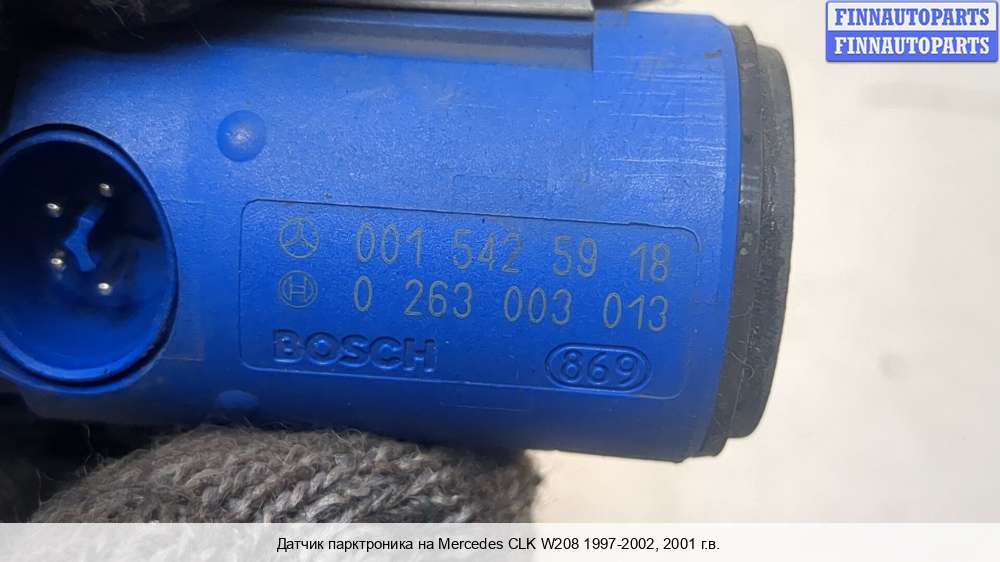 FINNAUTOPARTS
FINNAUTOPARTS
001 542 59 18
0 263 003 013
BOSCH
869
Датчик парктроника на Mercedes CLK W208 1997-2002, 2001 г.в.